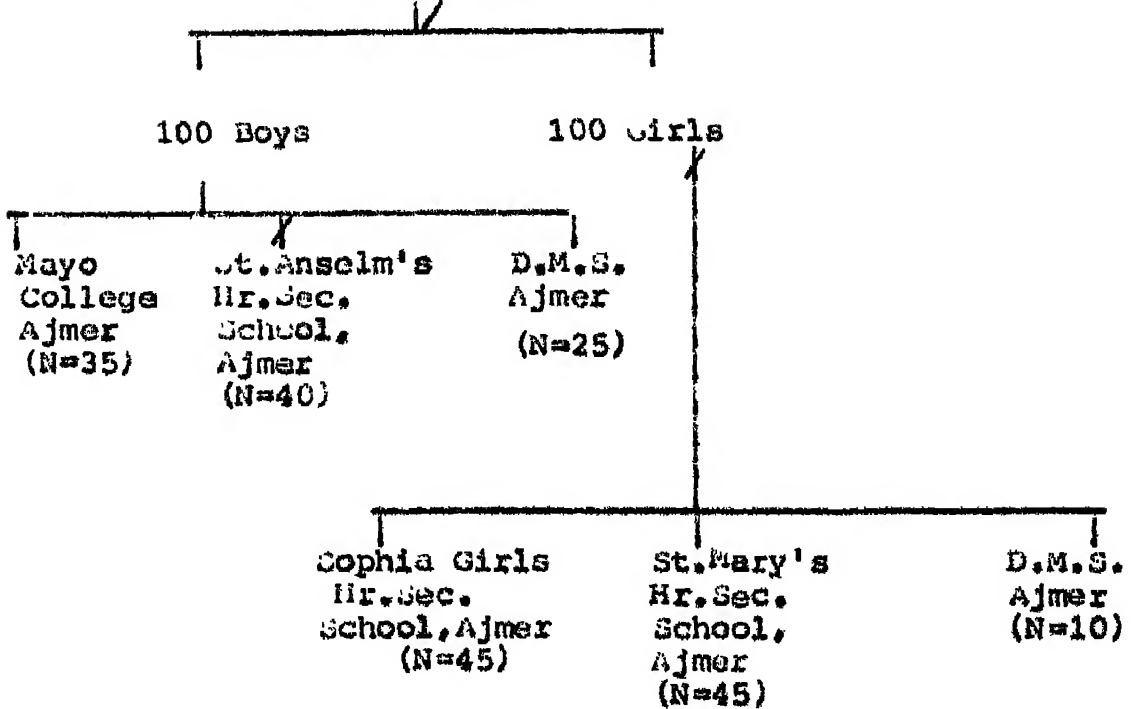 100 Boys 100 Girls
Mayo
College
Ajmer
(N=35)
St.Anselm's
Hr.Sec.
School,
Ajmer
(N=40)
D.M.S.
Ajmer
(N=25)
Sophia Girls
Hr.Sec.
School,Ajmer
(N=45)
St.Mary's
Hr.Sec.
School,
Ajmer
(N=45)
D.M.S.
Ajmer
(N=10)